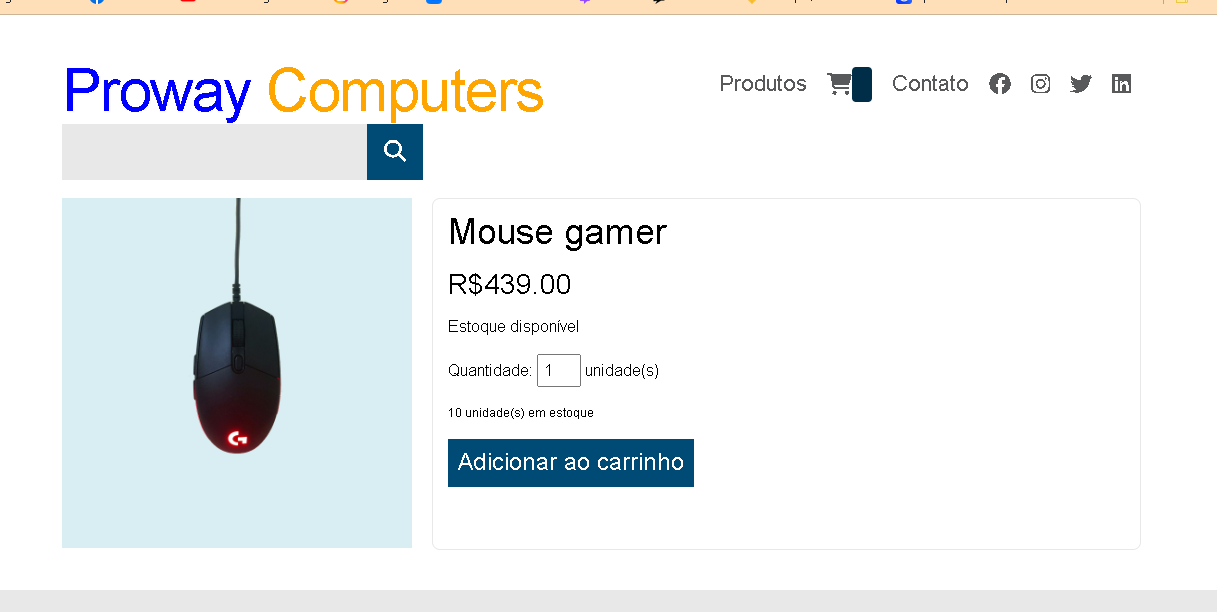 Proway Computers
Produtos Contato
Mouse gamer
R$439.00
Estoque disponível
Quantidade: 1 unidade(s)
10 unidade(s) em estoque
Adicionar ao carrinho